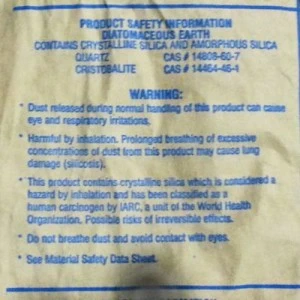 PRODUCT SAFETY INFORMATION
DIATOMACEOUS EARTH
CONTAINS CRYSTALLINE SILICA AND AMORPHOUS SILICA
QUARTZ CAS # 14808-60-7
CRISTOBALITE CAS # 14464-46-1
WARNING:
* Dust released during normal handling of this product can cause
eye and respiratory irritations.
* Harmful by inhalation. Prolonged breathing of excessive
concentrations of dust from this product may cause lung
damage (silicosis).
* This product contains crystalline silica which is considered a
hazard by inhalation and has been classified as a
human carcinogen by IARC, a unit of the World Health
Organization. Possible risks of irreversible effects.
* Do not breathe dust and avoid contact with eyes.
* See Material Safety Data Sheet.